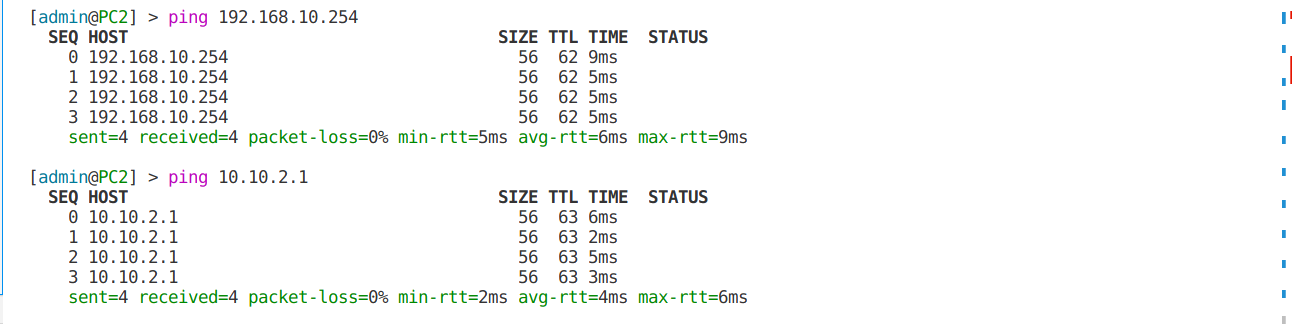 [admin@PC2] > ping 192.168.10.254
SEQ HOST SIZE TTL TIME STATUS
0 192.168.10.254 56 62 9ms
1 192.168.10.254 56 62 5ms
2 192.168.10.254 56 62 5ms
3 192.168.10.254 56 62 5ms
sent=4 received=4 packet-loss=0% min-rtt=5ms avg-rtt=6ms max-rtt=9ms
[admin@PC2] > ping 10.10.2.1
SEQ HOST SIZE TTL TIME STATUS
0 10.10.2.1 56 63 6ms
1 10.10.2.1 56 63 2ms
2 10.10.2.1 56 63 5ms
3 10.10.2.1 56 63 3ms
sent=4 received=4 packet-loss=0% min-rtt=2ms avg-rtt=4ms max-rtt=6ms